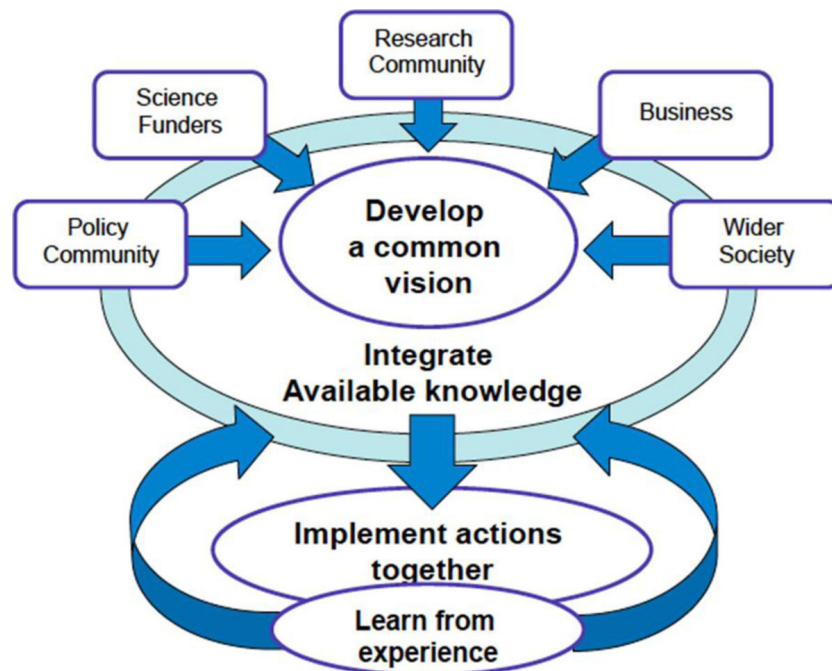 Research
Community
Science
Funders
Business
Policy
Community
Develop
a common
vision
Wider
Society
Integrate
Available knowledge
Implement actions
together
Learn from
experience